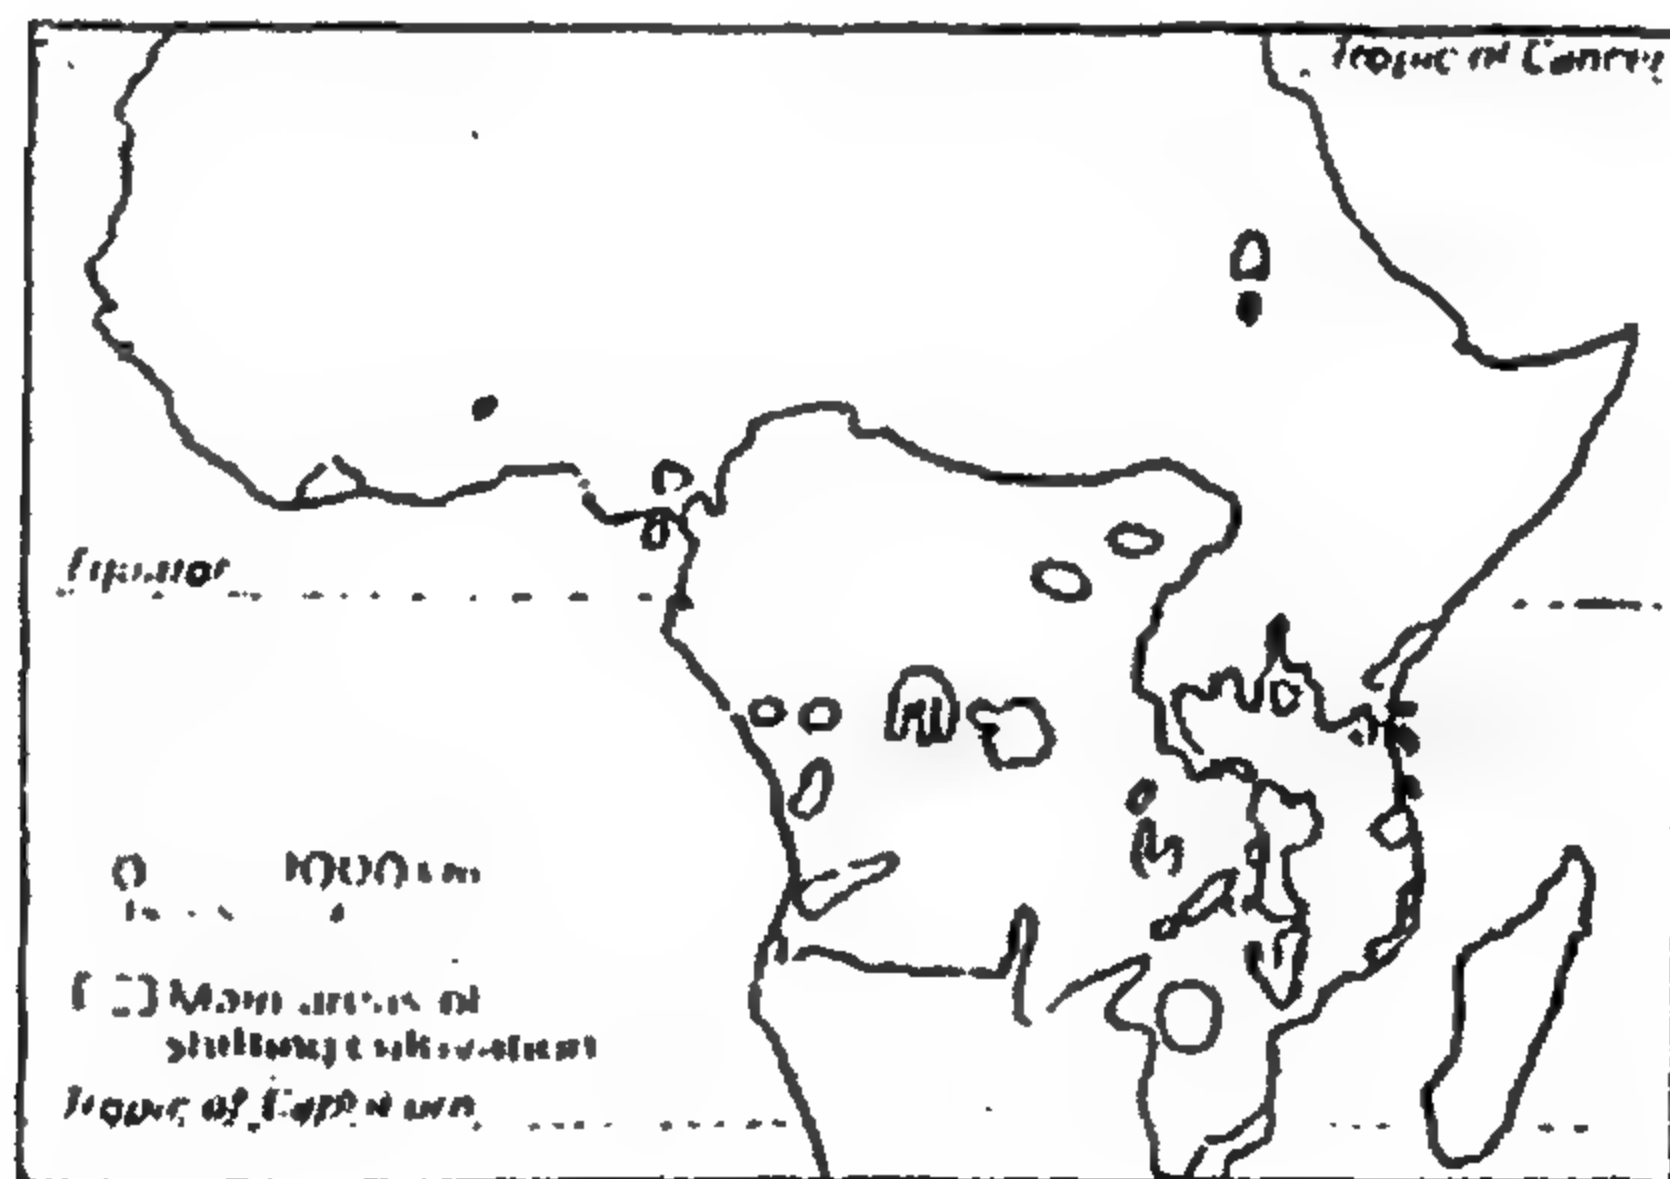 Tropic of Cancer
Equator
0 1000 km
Main areas of
shifting cultivation
Tropic of Capricorn